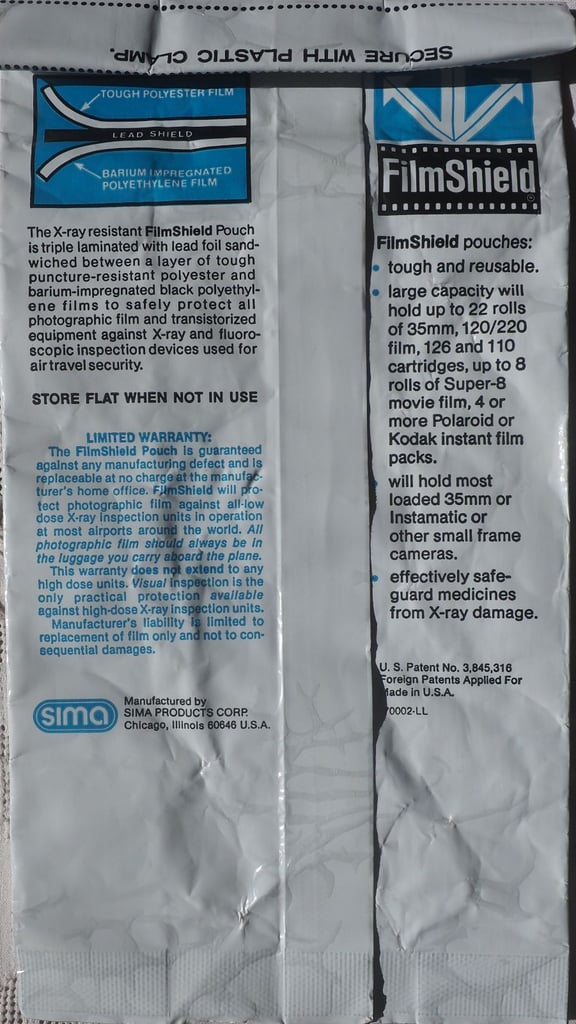 SECURE WITH PLASTIC CLAMP.
TOUGH POLYESTER FILM
LEAD SHIELD
BARIUM IMPREGNATED
POLYETHYLENE FILM
The X-ray resistant FilmShield Pouch
is triple laminated with lead foil sand-
wiched between a layer of tough
puncture-resistant polyester and
barium-impregnated black polyethyl-
ene films to safely protect all
photographic film and transistorized
equipment against X-ray and fluoro-
scopic inspection devices used for
air travel security.
STORE FLAT WHEN NOT IN USE
LIMITED WARRANTY:
The FilmShield Pouch is guaranteed
against any manufacturing defect and is
replaceable at no charge at the manufac-
turer's home office. FilmShield will pro-
tect photographic film against all-low
dose X-ray inspection units in operation
at most airports around the world. All
photographic film should always be in
the luggage you carry aboard the plane.
This warranty does not extend to any
high dose units. Visual inspection is the
only practical protection available
against high-dose X-ray inspection units.
Manufacturer's liability is limited to
replacement of film only and not to con-
sequential damages.
sima
Manufactured by
SIMA PRODUCTS CORP.
Chicago, Illinois 60646 U.S.A.
FilmShield®
FilmShield pouches:
• tough and reusable.
• large capacity will
hold up to 22 rolls
of 35mm, 120/220
film, 126 and 110
cartridges, up to 8
rolls of Super-8
movie film, 4 or
more Polaroid or
Kodak instant film
packs.
• will hold most
loaded 35mm or
Instamatic or
other small frame
cameras.
• effectively safe-
guard medicines
from X-ray damage.
U. S. Patent No. 3,845,316
Foreign Patents Applied For
Made in U.S.A.
70002-LL